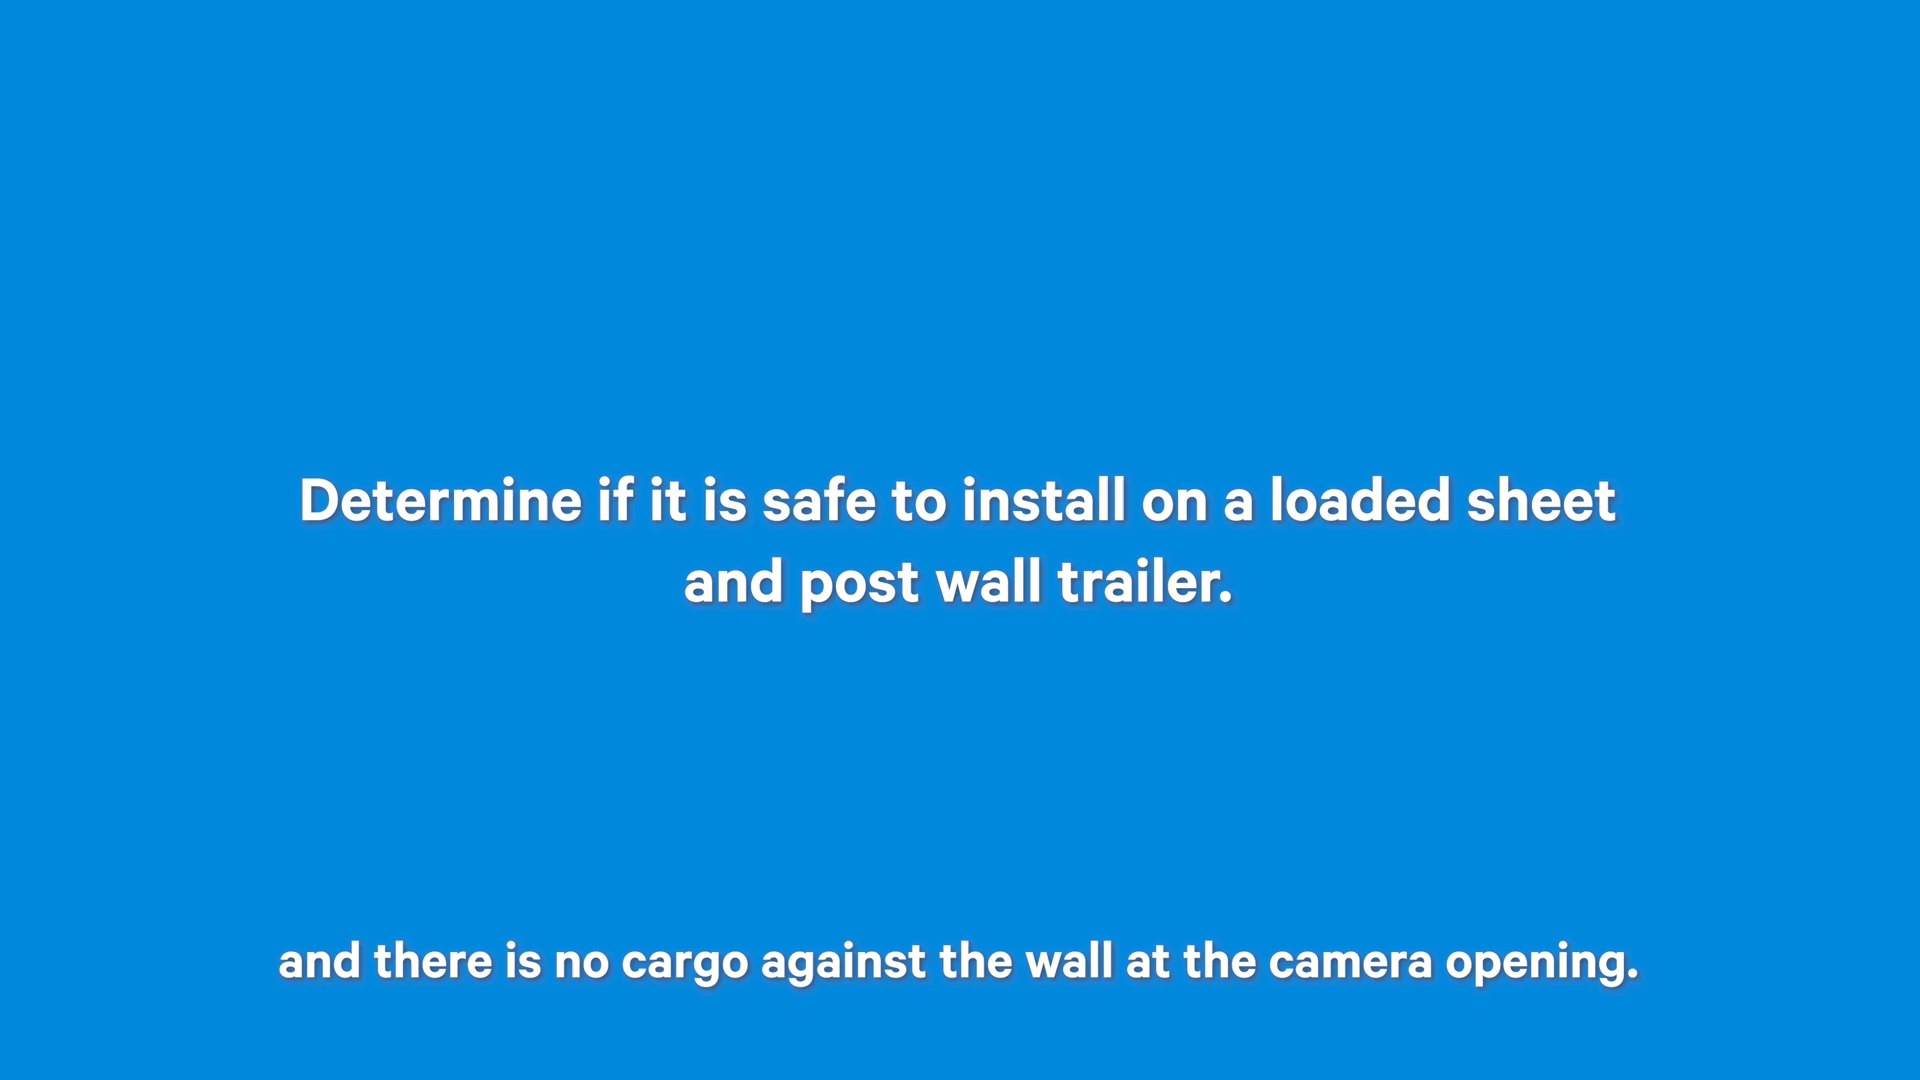 Determine if it is safe to install on a loaded sheet
and post wall trailer.
and there is no cargo against the wall at the camera opening.